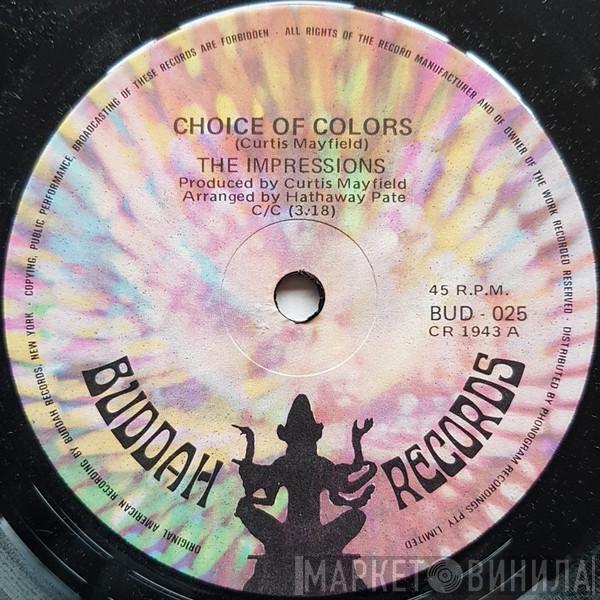 CHOICE OF COLORS
(Curtis Mayfield)
THE IMPRESSIONS
Produced by Curtis Mayfield
Arranged by Hathaway Pate
C/C (3:18)
45 R.P.M.
BUD - 025
CR 1943 A
BUDDAH RECORDS
ORIGINAL AMERICAN RECORDING BY BUDDAH RECORDS, NEW YORK · COPYING, PUBLIC PERFORMANCE, BROADCASTING OF THESE RECORDS ARE FORBIDDEN · ALL RIGHTS OF THE RECORD MANUFACTURER AND OF OWNER OF THE WORK RECORDED RESERVED · DISTRIBUTED BY PHONOGRAM RECORDINGS PTY. LIMITED
МАРКЕТ ВИНИЛА